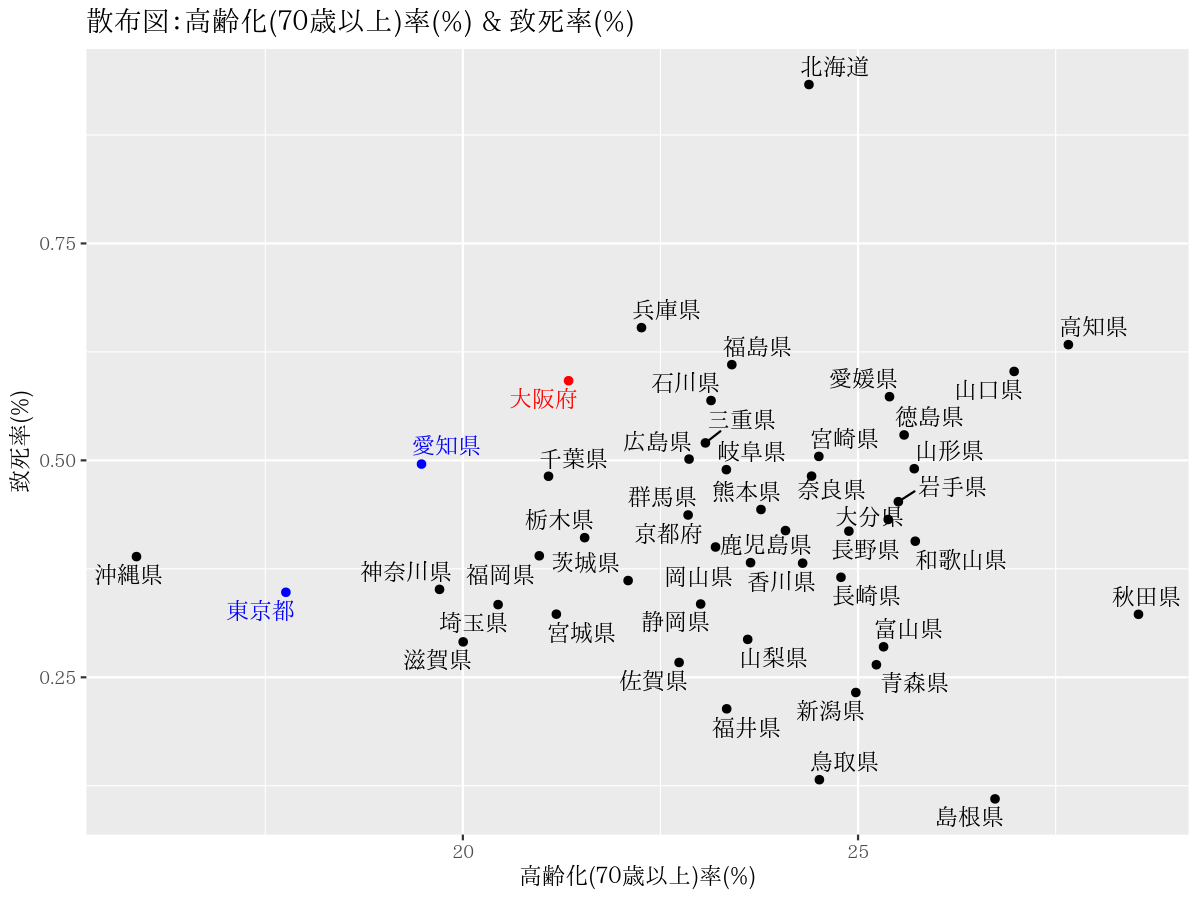 散布図:高齢化(70歳以上)率(%) & 致死率(%)
北海道
0.75
兵庫県
高知県
福島県
石川県
愛媛県
山口県
大阪府
三重県
徳島県
広島県
宮崎県
愛知県
岐阜県
山形県
千葉県
0.50
致死率(%)
熊本県
奈良県
岩手県
群馬県
栃木県
京都府
大分県
鹿児島県
長野県
和歌山県
沖縄県
神奈川県
福岡県
茨城県
岡山県
香川県
長崎県
秋田県
東京都
埼玉県
宮城県
静岡県
富山県
滋賀県
山梨県
0.25
佐賀県
青森県
新潟県
福井県
鳥取県
島根県
20
25
高齢化(70歳以上)率(%)